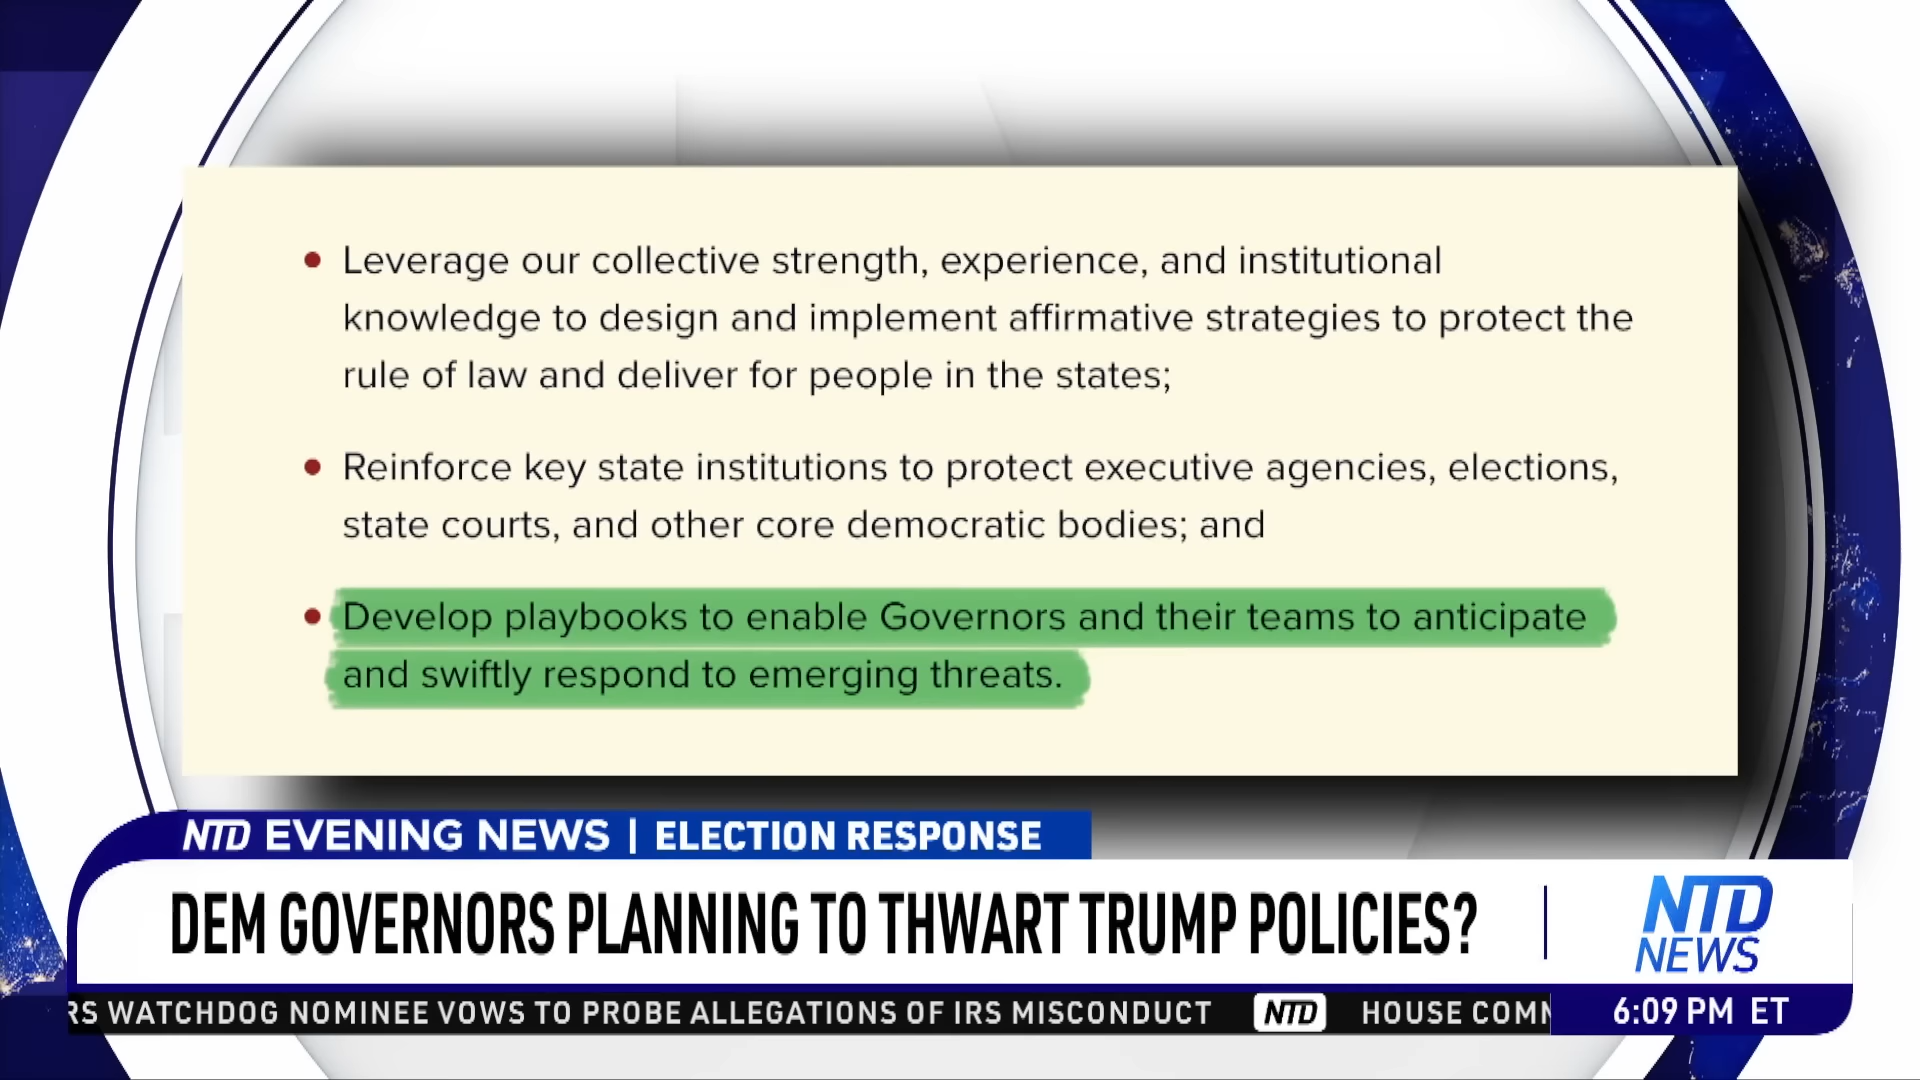 Leverage our collective strength, experience, and institutional
knowledge to design and implement affirmative strategies to protect the
rule of law and deliver for people in the states;
Reinforce key state institutions to protect executive agencies, elections,
state courts, and other core democratic bodies; and
Develop playbooks to enable Governors and their teams to anticipate
and swiftly respond to emerging threats.
NTD EVENING NEWS | ELECTION RESPONSE
DEM GOVERNORS PLANNING TO THWART TRUMP POLICIES?
NTD
NEWS
RS WATCHDOG NOMINEE VOWS TO PROBE ALLEGATIONS OF IRS MISCONDUCT NTD HOUSE COMM
6:09 PM ET